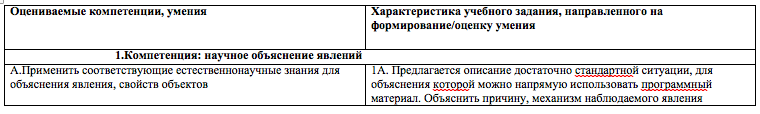 Оцениваемые компетенции, умения
Характеристика учебного задания, направленного на
формирование/оценку умения
1.Компетенция: научное объяснение явлений
А.Применить соответствующие естественнонаучные знания для
объяснения явления, свойств объектов
1А. Предлагается описание достаточно стандартной ситуации, для
объяснения которой можно напрямую использовать программный
материал. Объяснить причину, механизм наблюдаемого явления